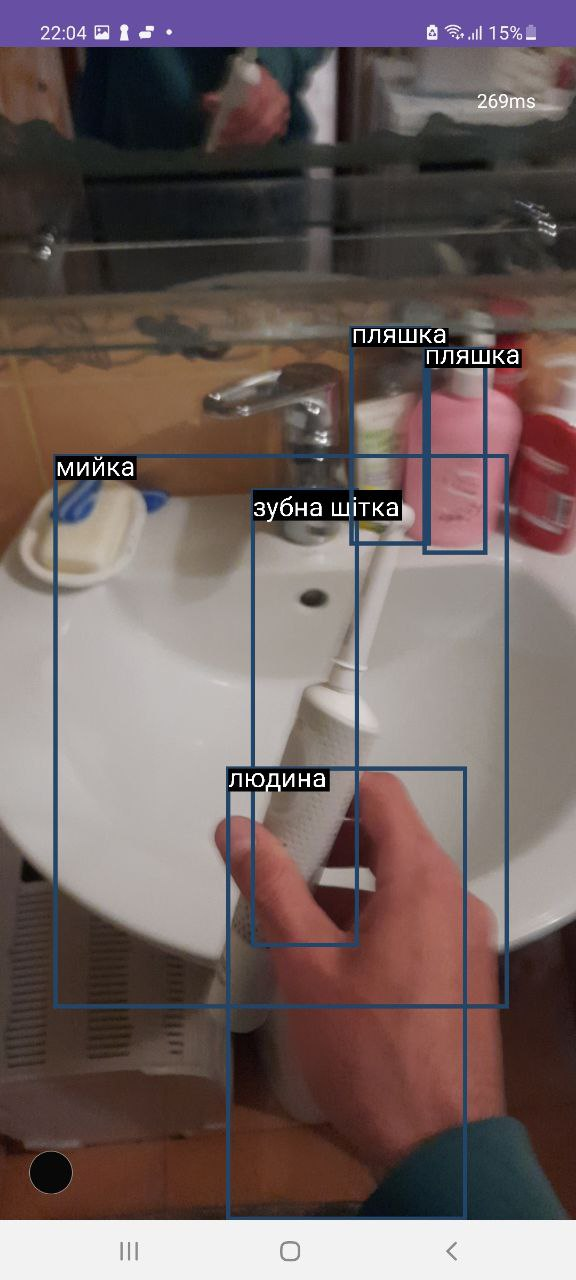 22:04
15%
269ms
пляшка
пляшка
мийка
зубна шітка
людина